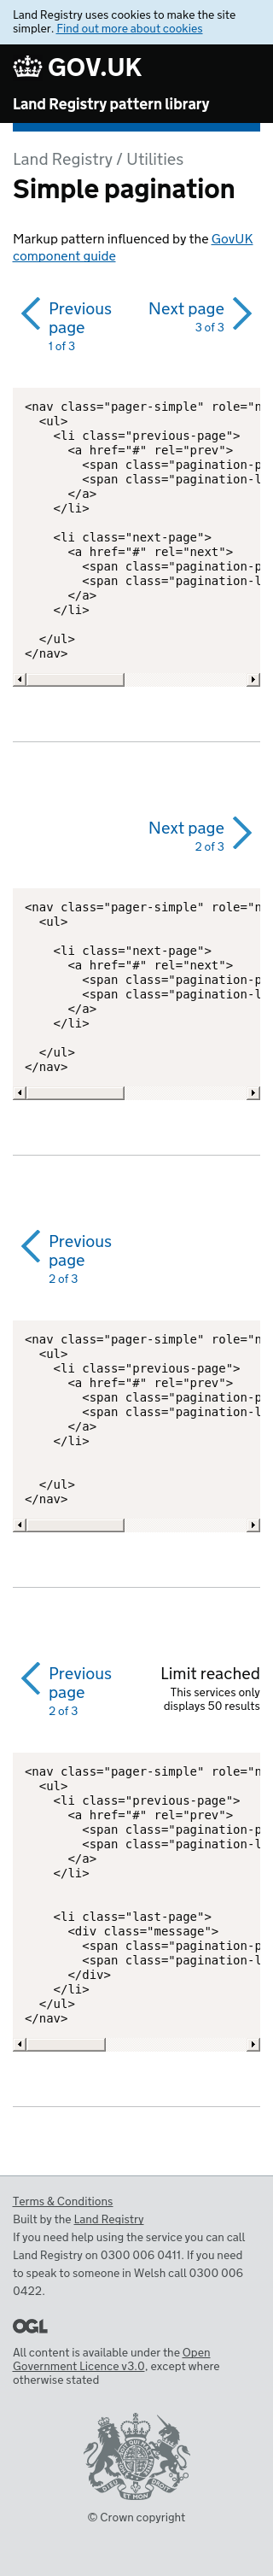 Land Registry uses cookies to make the site
simpler. Find out more about cookies
GOV.UK
Land Registry pattern library
Land Registry / Utilities
Simple pagination
Markup pattern influenced by the GovUK
component guide
Previous
page
1 of 3
Next page
3 of 3
<nav class="pager-simple" role="n
  <ul>
    <li class="previous-page">
      <a href="#" rel="prev">
        <span class="pagination-p
        <span class="pagination-l
      </a>
    </li>
    <li class="next-page">
      <a href="#" rel="next">
        <span class="pagination-p
        <span class="pagination-l
      </a>
    </li>
  </ul>
</nav>
Next page
2 of 3
<nav class="pager-simple" role="n
  <ul>
    <li class="next-page">
      <a href="#" rel="next">
        <span class="pagination-p
        <span class="pagination-l
      </a>
    </li>
  </ul>
</nav>
Previous
page
2 of 3
<nav class="pager-simple" role="n
  <ul>
    <li class="previous-page">
      <a href="#" rel="prev">
        <span class="pagination-p
        <span class="pagination-l
      </a>
    </li>
  </ul>
</nav>
Previous
page
2 of 3
Limit reached
This services only
displays 50 results
<nav class="pager-simple" role="n
  <ul>
    <li class="previous-page">
      <a href="#" rel="prev">
        <span class="pagination-p
        <span class="pagination-l
      </a>
    </li>
    <li class="last-page">
      <div class="message">
        <span class="pagination-p
        <span class="pagination-l
      </div>
    </li>
  </ul>
</nav>
Terms & Conditions
Built by the Land Registry
If you need help using the service you can call
Land Registry on 0300 006 0411. If you need
to speak to someone in Welsh call 0300 006
0422.
OGL
All content is available under the Open
Government Licence v3.0, except where
otherwise stated
© Crown copyright